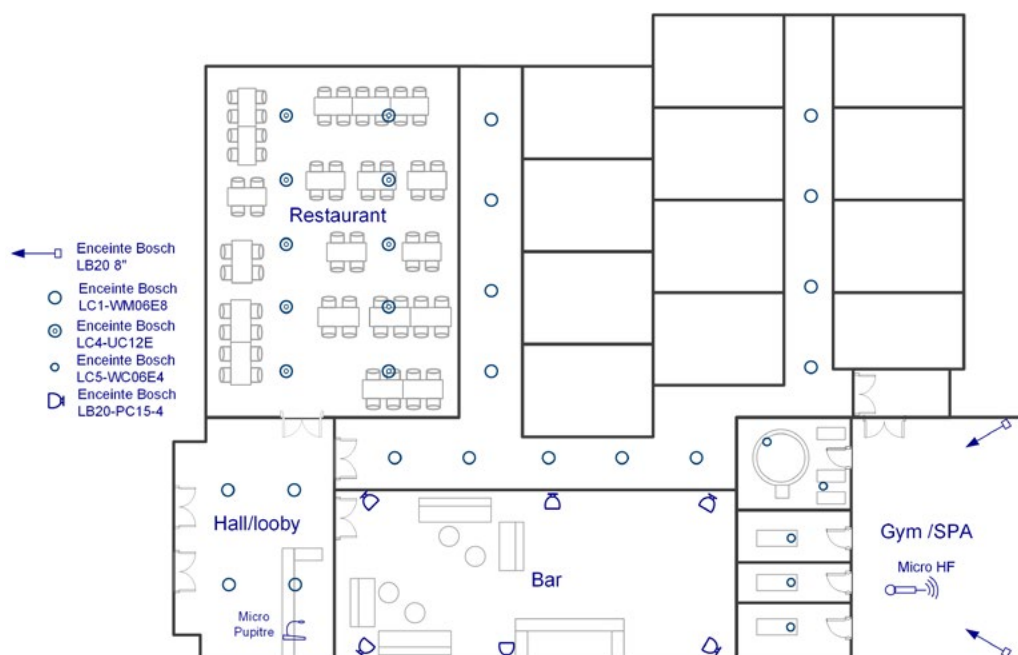 Restaurant
Enceinte Bosch
LB20 8"
Enceinte Bosch
LC1-WM06E8
Enceinte Bosch
LC4-UC12E
Enceinte Bosch
LC5-WC06E4
Enceinte Bosch
LB20-PC15-4
Hall/looby
Micro
Pupitre
Bar
Gym /SPA
Micro HF